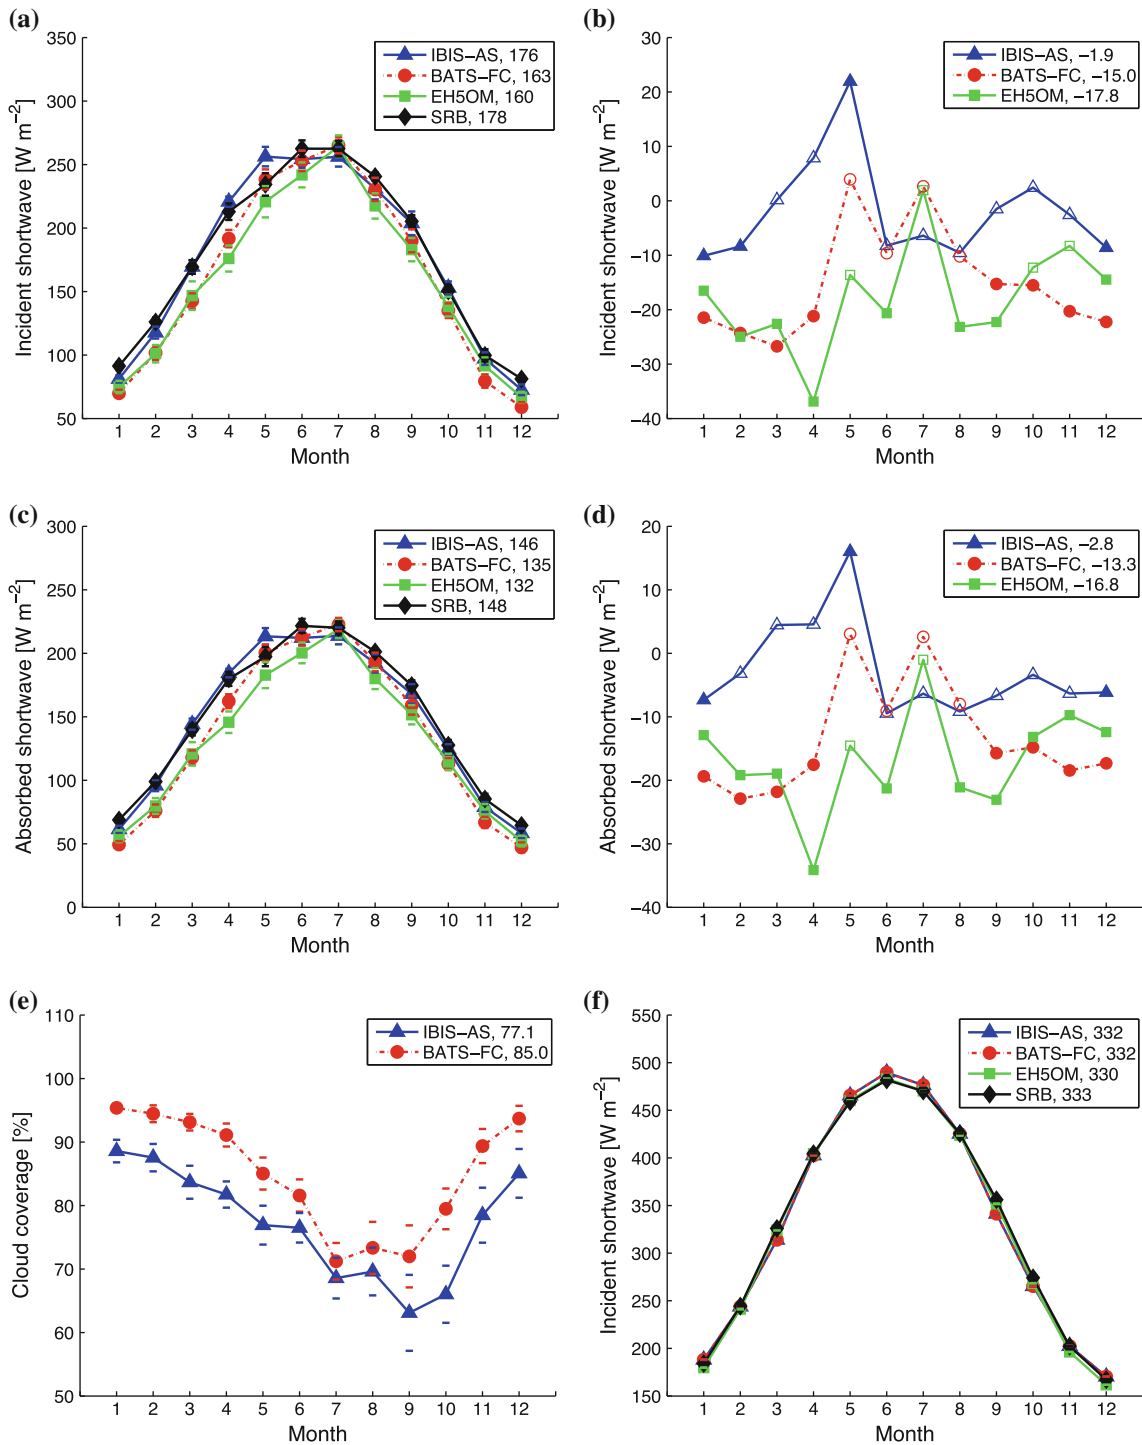 (a)
Incident shortwave [W m−2]
350
300
250
200
150
100
50
IBIS−AS, 176
BATS−FC, 163
EH5OM, 160
SRB, 178
1 2 3 4 5 6 7 8 9 10 11 12
Month
(b)
Incident shortwave [W m−2]
30
20
10
0
−10
−20
−30
−40
IBIS−AS, −1.9
BATS−FC, −15.0
EH5OM, −17.8
1 2 3 4 5 6 7 8 9 10 11 12
Month
(c)
Absorbed shortwave [W m−2]
300
250
200
150
100
50
0
IBIS−AS, 146
BATS−FC, 135
EH5OM, 132
SRB, 148
1 2 3 4 5 6 7 8 9 10 11 12
Month
(d)
Absorbed shortwave [W m−2]
20
10
0
−10
−20
−30
−40
IBIS−AS, −2.8
BATS−FC, −13.3
EH5OM, −16.8
1 2 3 4 5 6 7 8 9 10 11 12
Month
(e)
Cloud coverage [%]
110
100
90
80
70
60
50
IBIS−AS, 77.1
BATS−FC, 85.0
1 2 3 4 5 6 7 8 9 10 11 12
Month
(f)
Incident shortwave [W m−2]
550
500
450
400
350
300
250
200
150
IBIS−AS, 332
BATS−FC, 332
EH5OM, 330
SRB, 333
1 2 3 4 5 6 7 8 9 10 11 12
Month